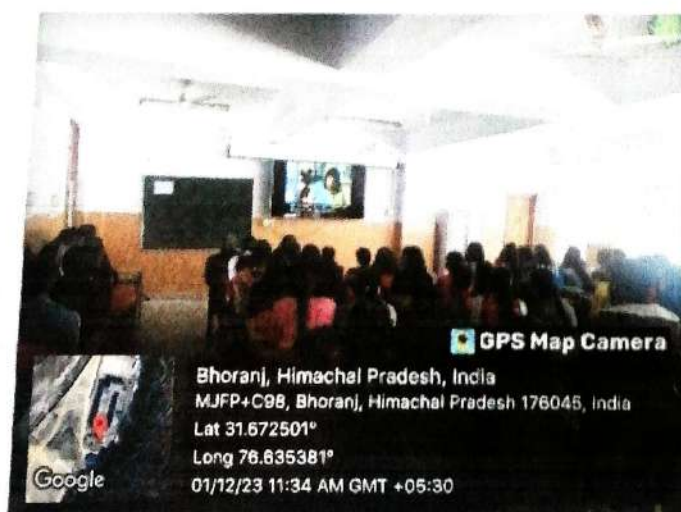 GPS Map Camera
Bhoranj, Himachal Pradesh, India
MJFP+C9B, Bhoranj, Himachal Pradesh 176045, India
Lat 31.672501°
Long 76.635381°
01/12/23 11:34 AM GMT +05:30
Google